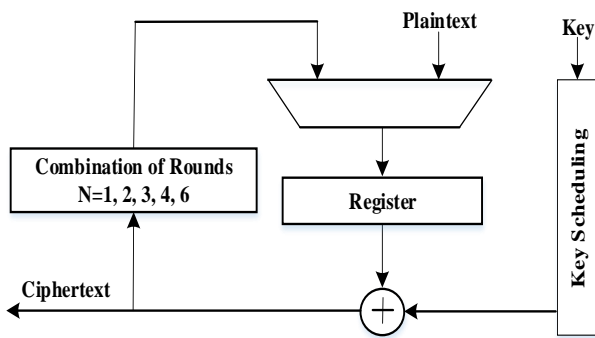 Plaintext
Key
Combination of Rounds
N=1, 2, 3, 4, 6
Register
Key Scheduling
Ciphertext
+